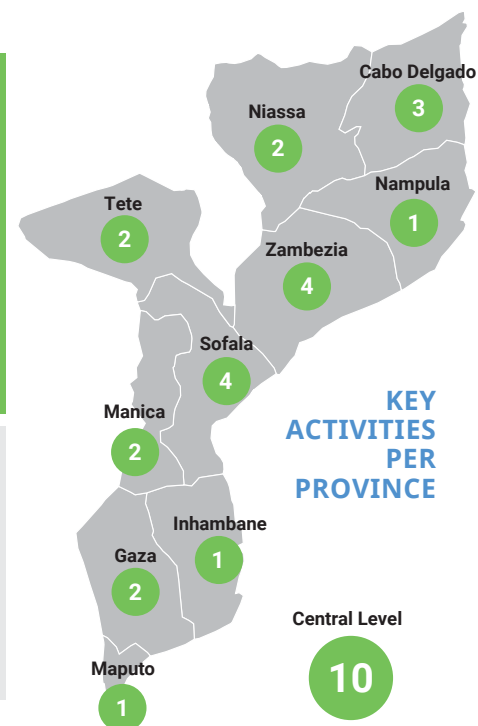 Cabo Delgado
3
Niassa
2
Nampula
1
Tete
2
Zambezia
4
Sofala
4
KEY
ACTIVITIES
PER
PROVINCE
Manica
2
Inhambane
1
Gaza
2
Central Level
10
Maputo
1